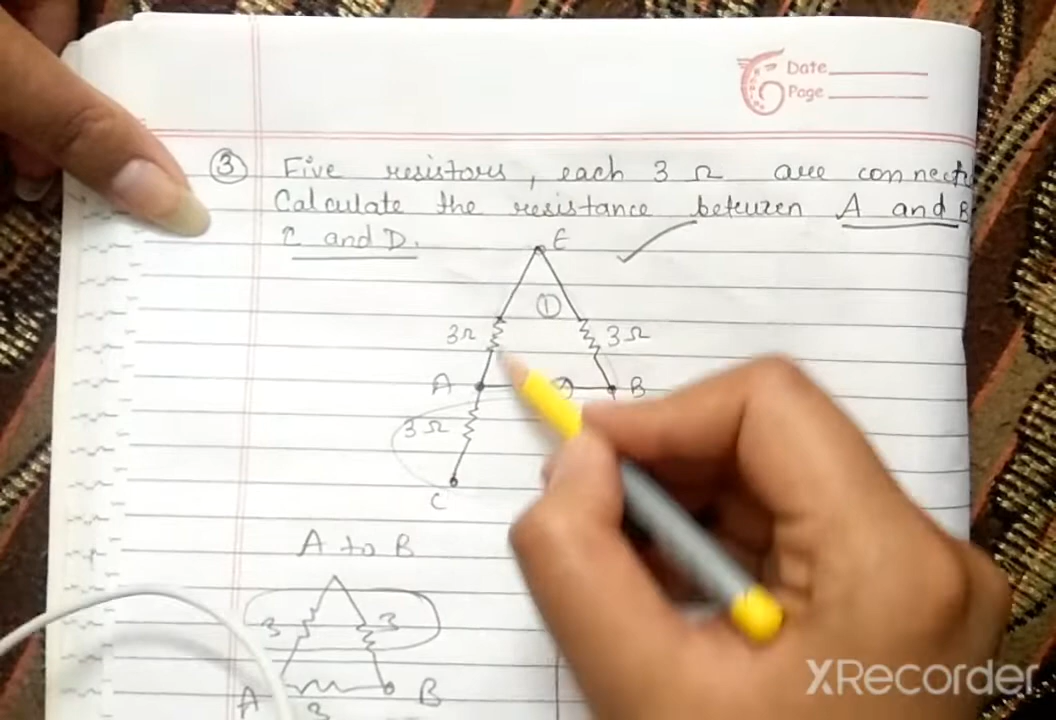 Date
Page
③ Five resistors, each 3 Ω are connecte
Calculate the resistance between A and B
C and D.
E
①
3Ω 3Ω
A B
3Ω
C
A to B
3 3
A 3 B
XRecorder